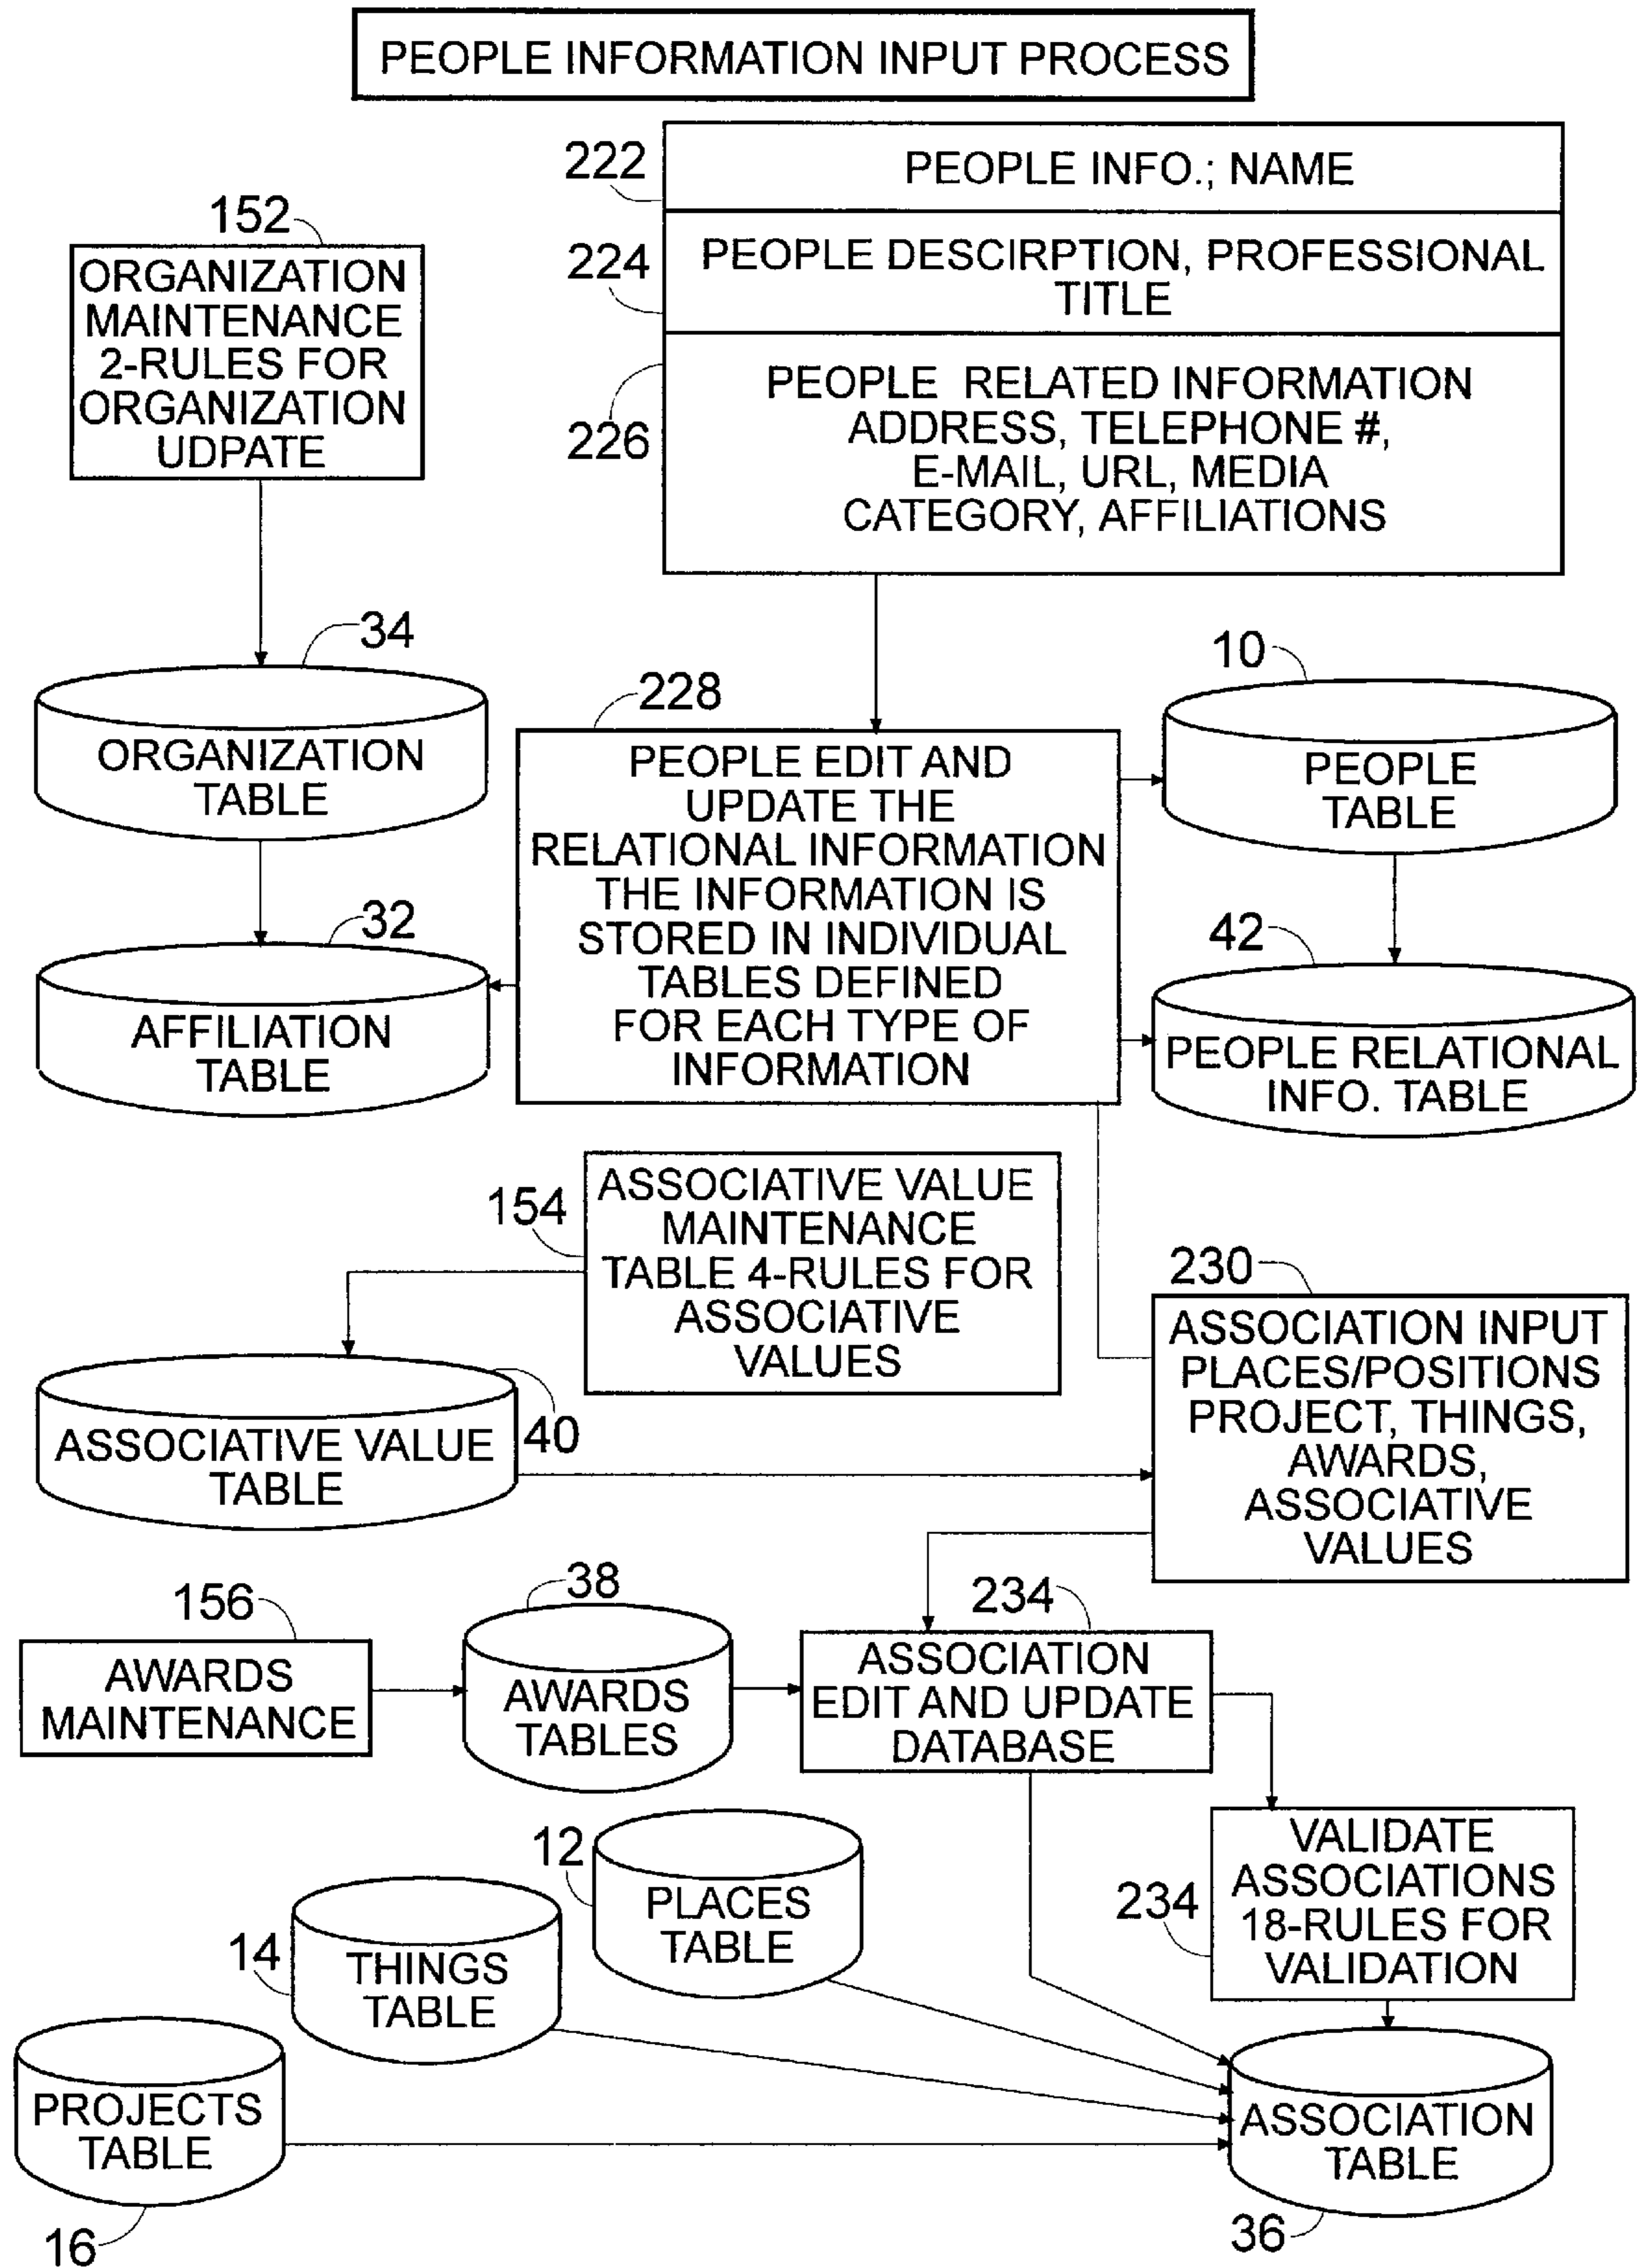 PEOPLE INFORMATION INPUT PROCESS
222
PEOPLE INFO.; NAME
224
PEOPLE DESCIRPTION, PROFESSIONAL
TITLE
226
PEOPLE RELATED INFORMATION
ADDRESS, TELEPHONE #,
E-MAIL, URL, MEDIA
CATEGORY, AFFILIATIONS
152
ORGANIZATION
MAINTENANCE
2-RULES FOR
ORGANIZATION
UDPATE
34
ORGANIZATION
TABLE
228
PEOPLE EDIT AND
UPDATE THE
RELATIONAL INFORMATION
THE INFORMATION IS
STORED IN INDIVIDUAL
TABLES DEFINED
FOR EACH TYPE OF
INFORMATION
10
PEOPLE
TABLE
32
AFFILIATION
TABLE
42
PEOPLE RELATIONAL
INFO. TABLE
154
ASSOCIATIVE VALUE
MAINTENANCE
TABLE 4-RULES FOR
ASSOCIATIVE
VALUES
230
ASSOCIATION INPUT
PLACES/POSITIONS
PROJECT, THINGS,
AWARDS,
ASSOCIATIVE
VALUES
40
ASSOCIATIVE VALUE
TABLE
156
AWARDS
MAINTENANCE
38
AWARDS
TABLES
234
ASSOCIATION
EDIT AND UPDATE
DATABASE
12
PLACES
TABLE
234
VALIDATE
ASSOCIATIONS
18-RULES FOR
VALIDATION
14
THINGS
TABLE
PROJECTS
TABLE
16
ASSOCIATION
TABLE
36